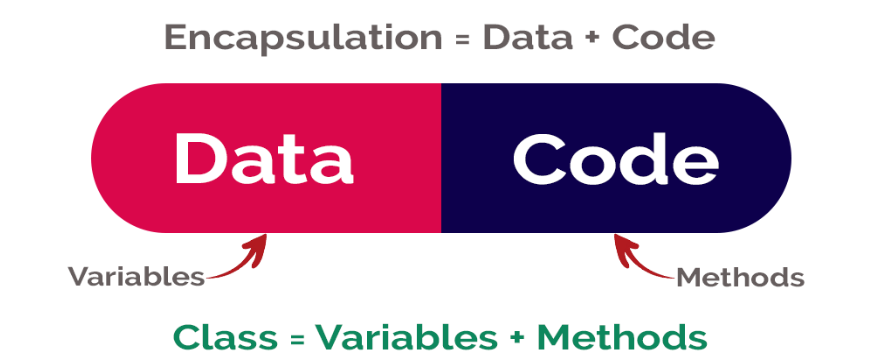 Encapsulation = Data + Code
Data Code
Variables Methods
Class = Variables + Methods